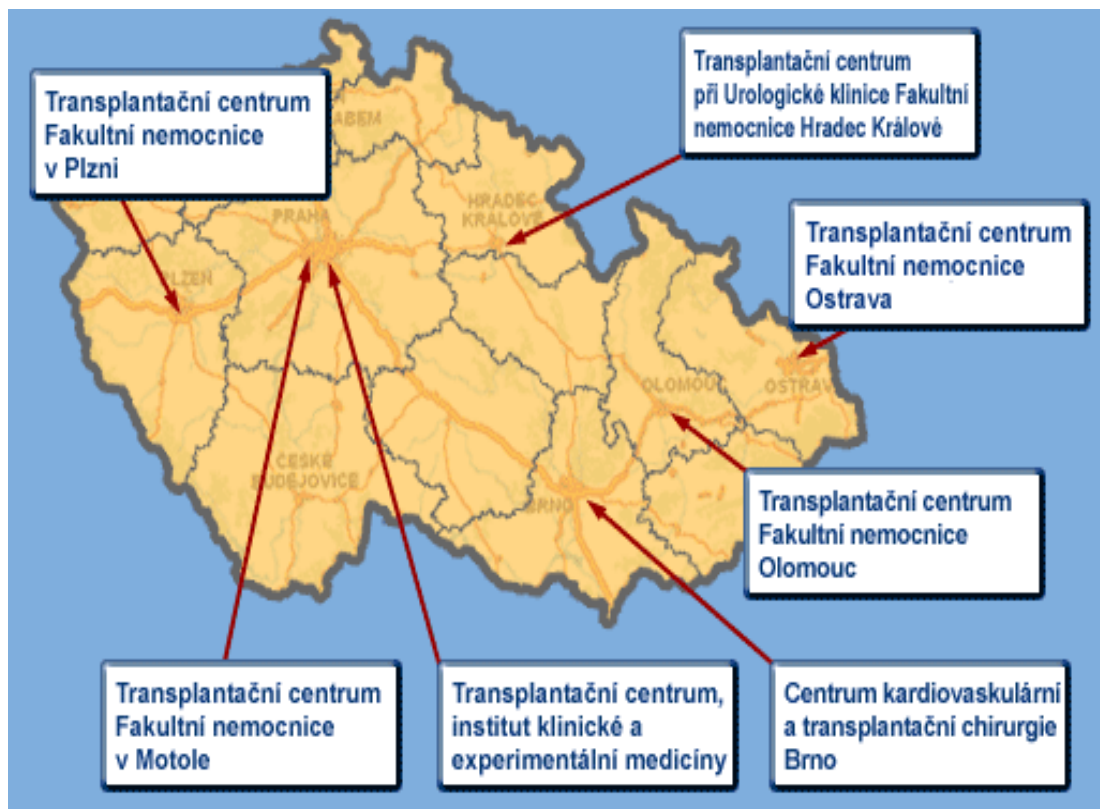 Transplantační centrum
Fakultní nemocnice
v Plzni
Transplantační centrum
při Urologické klinice Fakultní
nemocnice Hradec Králové
Transplantační centrum
Fakultní nemocnice
Ostrava
Transplantační centrum
Fakultní nemocnice
Olomouc
Transplantační centrum
Fakultní nemocnice
v Motole
Transplantační centrum,
institut klinické a
experimentální medicíny
Centrum kardiovaskulární
a transplantační chirurgie
Brno
LABEM
PRAHA
HRADEC
KRÁLOVÉ
PLZEŇ
OLOMOUC
OSTRAV
ČESKÉ
BUDĚJOVICE
BRNO